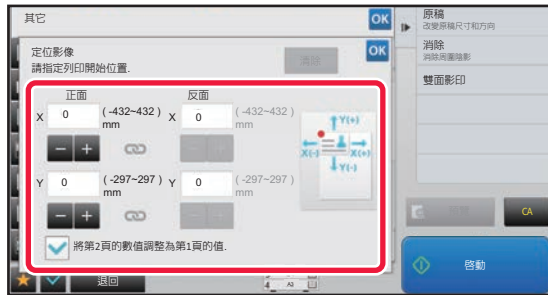 其它
OK
原稿
改變原稿尺寸和方向
定位影像
請指定列印開始位置.
清除
OK
消除
消除周圍陰影
雙面影印
正面
反面
X 0 (-432~432) mm
X 0 (-432~432) mm
Y(+)
X(-) X(+)
Y(-)
Y 0 (-297~297) mm
Y 0 (-297~297) mm
將第2頁的數值調整為第1頁的值.
CA
退回
4 A3
啓動